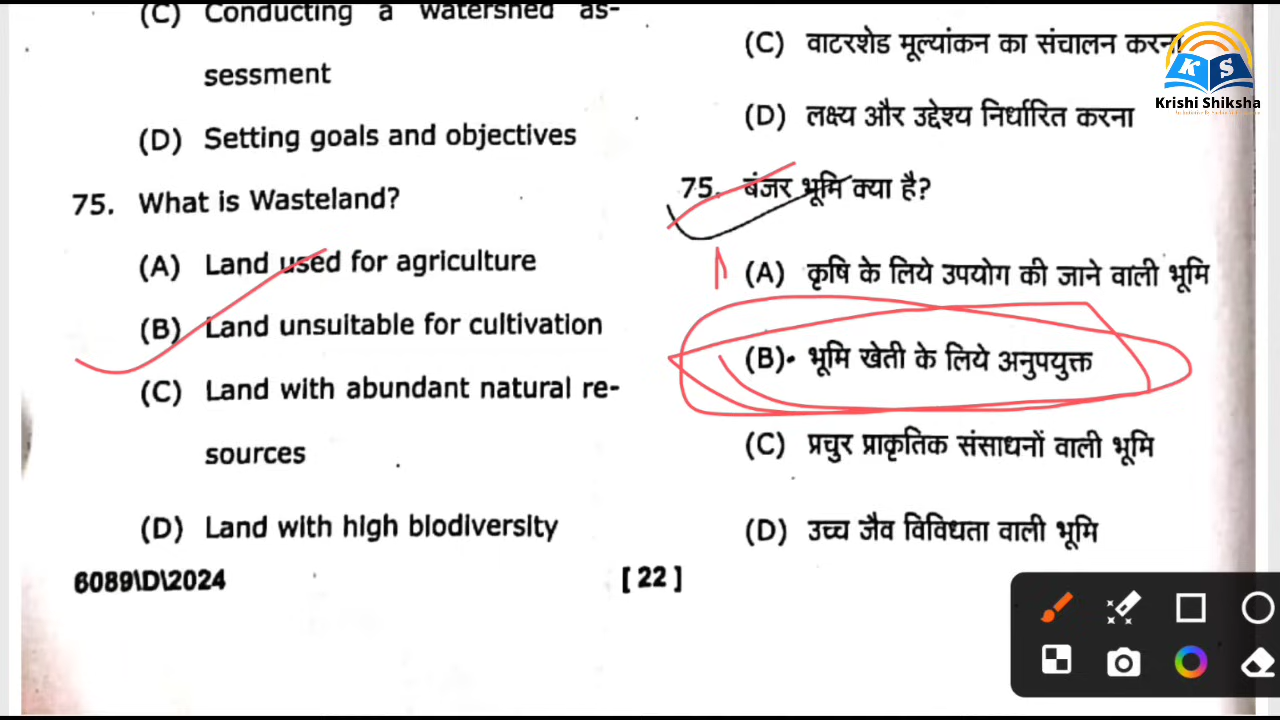 (C) Conducting a watershed as-
sessment
(D) Setting goals and objectives
75. What is Wasteland?
(A) Land used for agriculture
(B) Land unsuitable for cultivation
(C) Land with abundant natural re-
sources
(D) Land with high biodiversity
6089\D\2024
[ 22 ]
(C) वाटरशेड मूल्यांकन का संचालन करना
(D) लक्ष्य और उद्देश्य निर्धारित करना
75. बंजर भूमि क्या है?
(A) कृषि के लिये उपयोग की जाने वाली भूमि
(B) भूमि खेती के लिये अनुपयुक्त
(C) प्रचुर प्राकृतिक संसाधनों वाली भूमि
(D) उच्च जैव विविधता वाली भूमि
K S
Krishi Shiksha